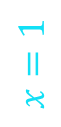 x = 1